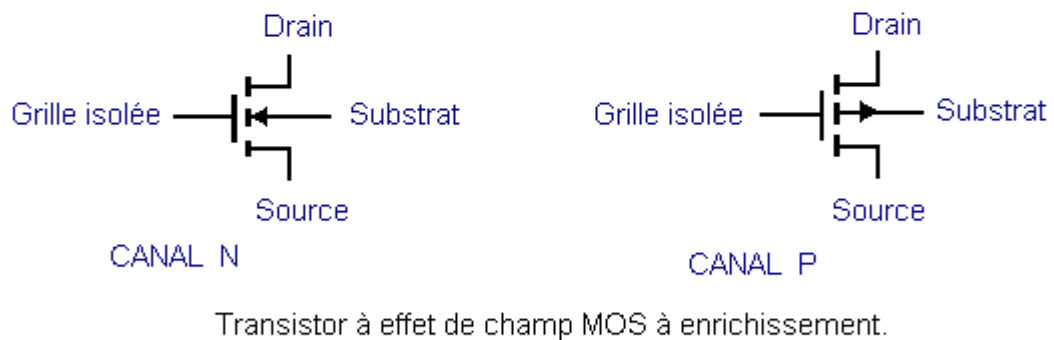 Drain
Grille isolée
Substrat
Source
CANAL N
Drain
Grille isolée
Substrat
Source
CANAL P
Transistor à effet de champ MOS à enrichissement.